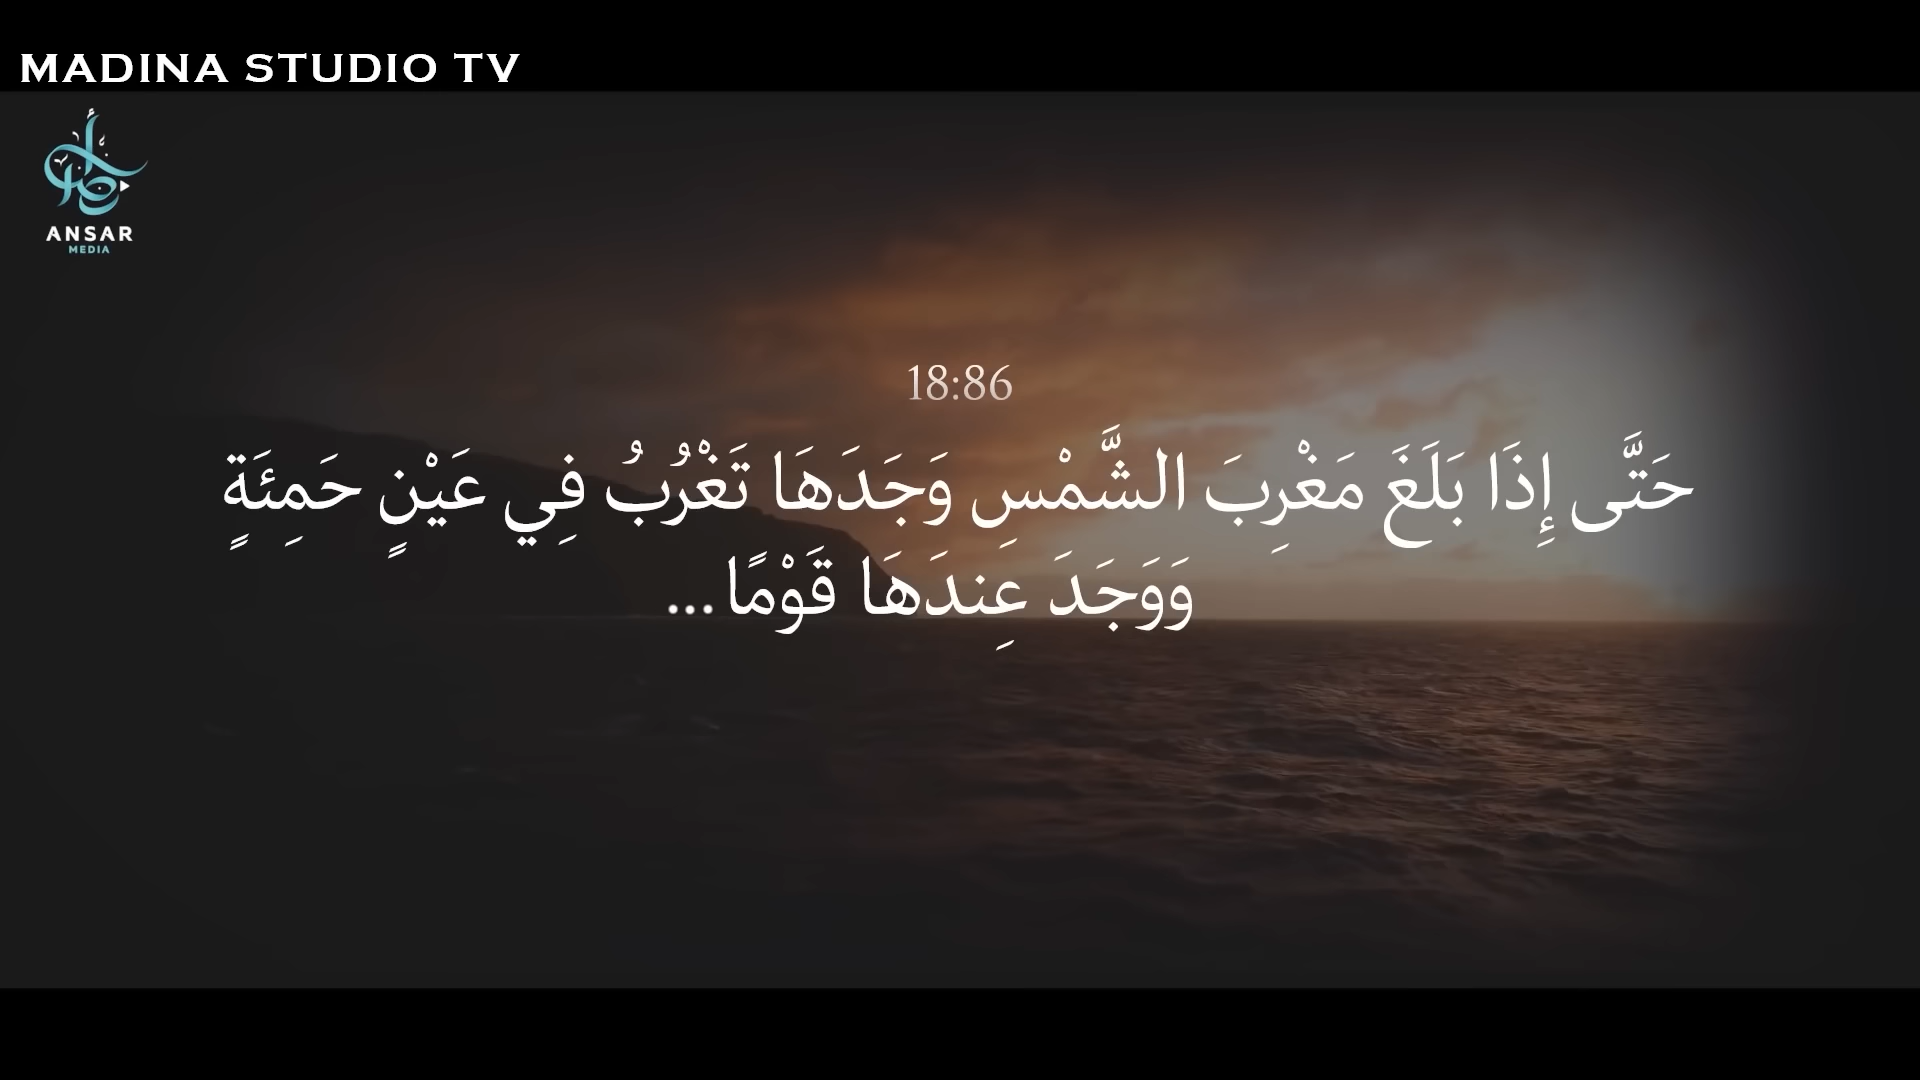 MADINA STUDIO TV
ANSAR
MEDIA
18:86
حَتَّى إِذَا بَلَغَ مَغْرِبَ الشَّمْسِ وَجَدَهَا تَغْرُبُ فِي عَيْنٍ حَمِئَةٍ
وَوَجَدَ عِندَهَا قَوْمًا...